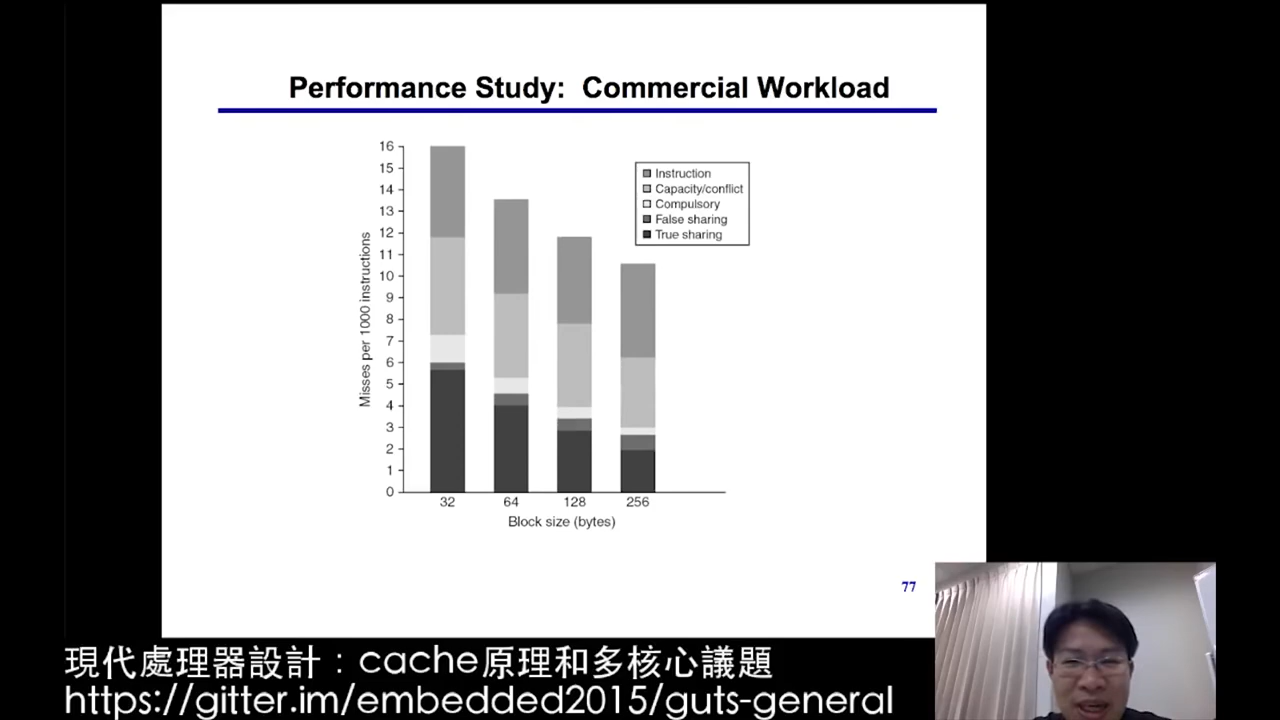 Performance Study: Commercial Workload
16
15
14
13
12
11
10
9
8
7
6
5
4
3
2
1
0
Misses per 1000 instructions
Instruction
Capacity/conflict
Compulsory
False sharing
True sharing
32 64 128 256
Block size (bytes)
77
現代處理器設計：cache原理和多核心議題
https://gitter.im/embedded2015/guts-general